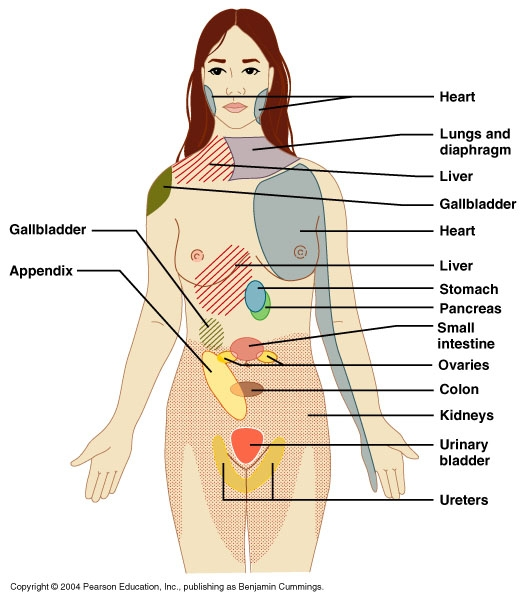 Heart
Lungs and
diaphragm
Liver
Gallbladder
Heart
Gallbladder
Appendix
Liver
Stomach
Pancreas
Small
intestine
Ovaries
Colon
Kidneys
Urinary
bladder
Ureters
Copyright © 2004 Pearson Education, Inc., publishing as Benjamin Cummings.